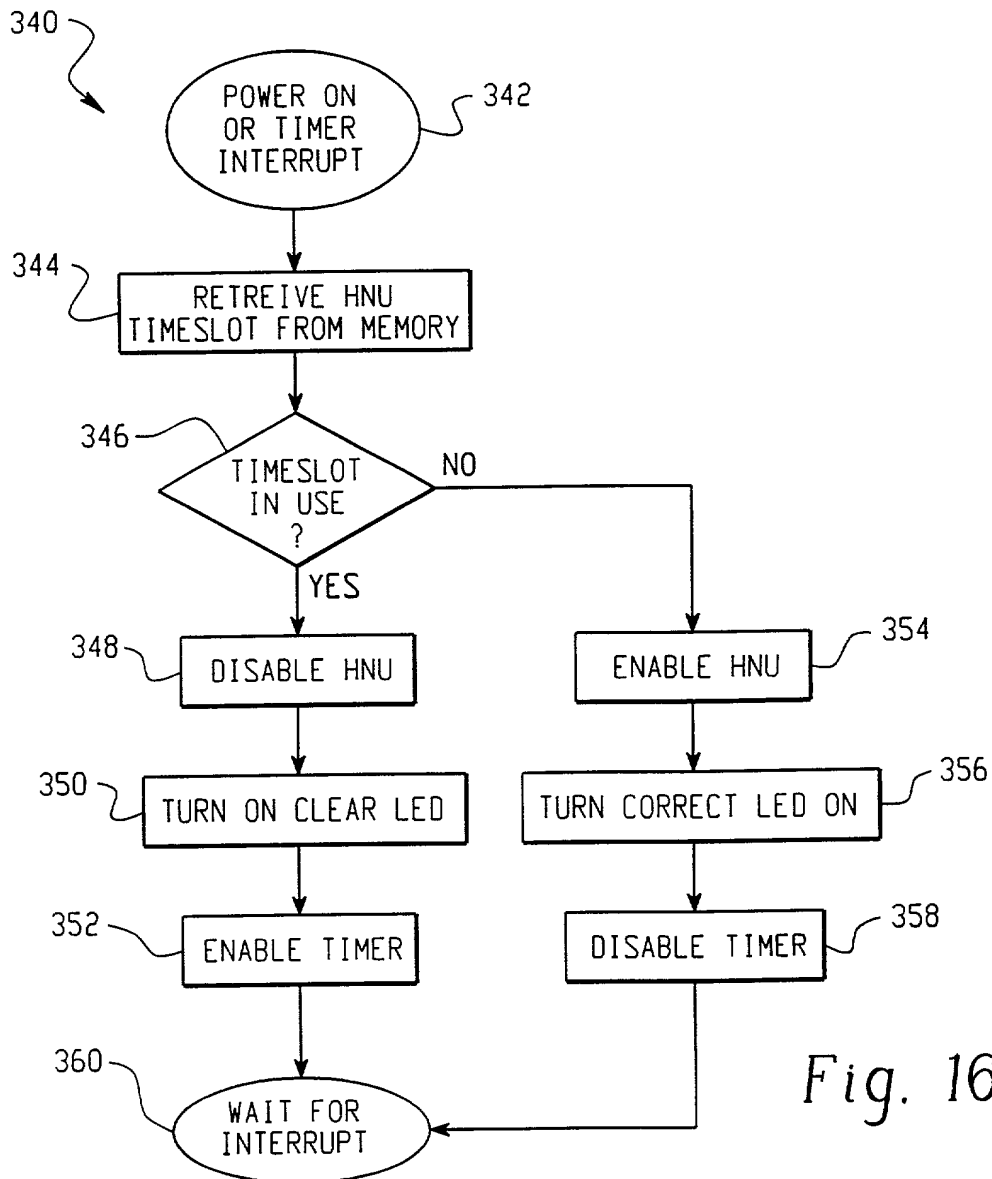 340
POWER ON
OR TIMER
INTERRUPT
342
344
RETREIVE HNU
TIMESLOT FROM MEMORY
346
TIMESLOT
IN USE
?
NO
YES
348
DISABLE HNU
354
ENABLE HNU
350
TURN ON CLEAR LED
356
TURN CORRECT LED ON
352
ENABLE TIMER
358
DISABLE TIMER
360
WAIT FOR
INTERRUPT
Fig. 16